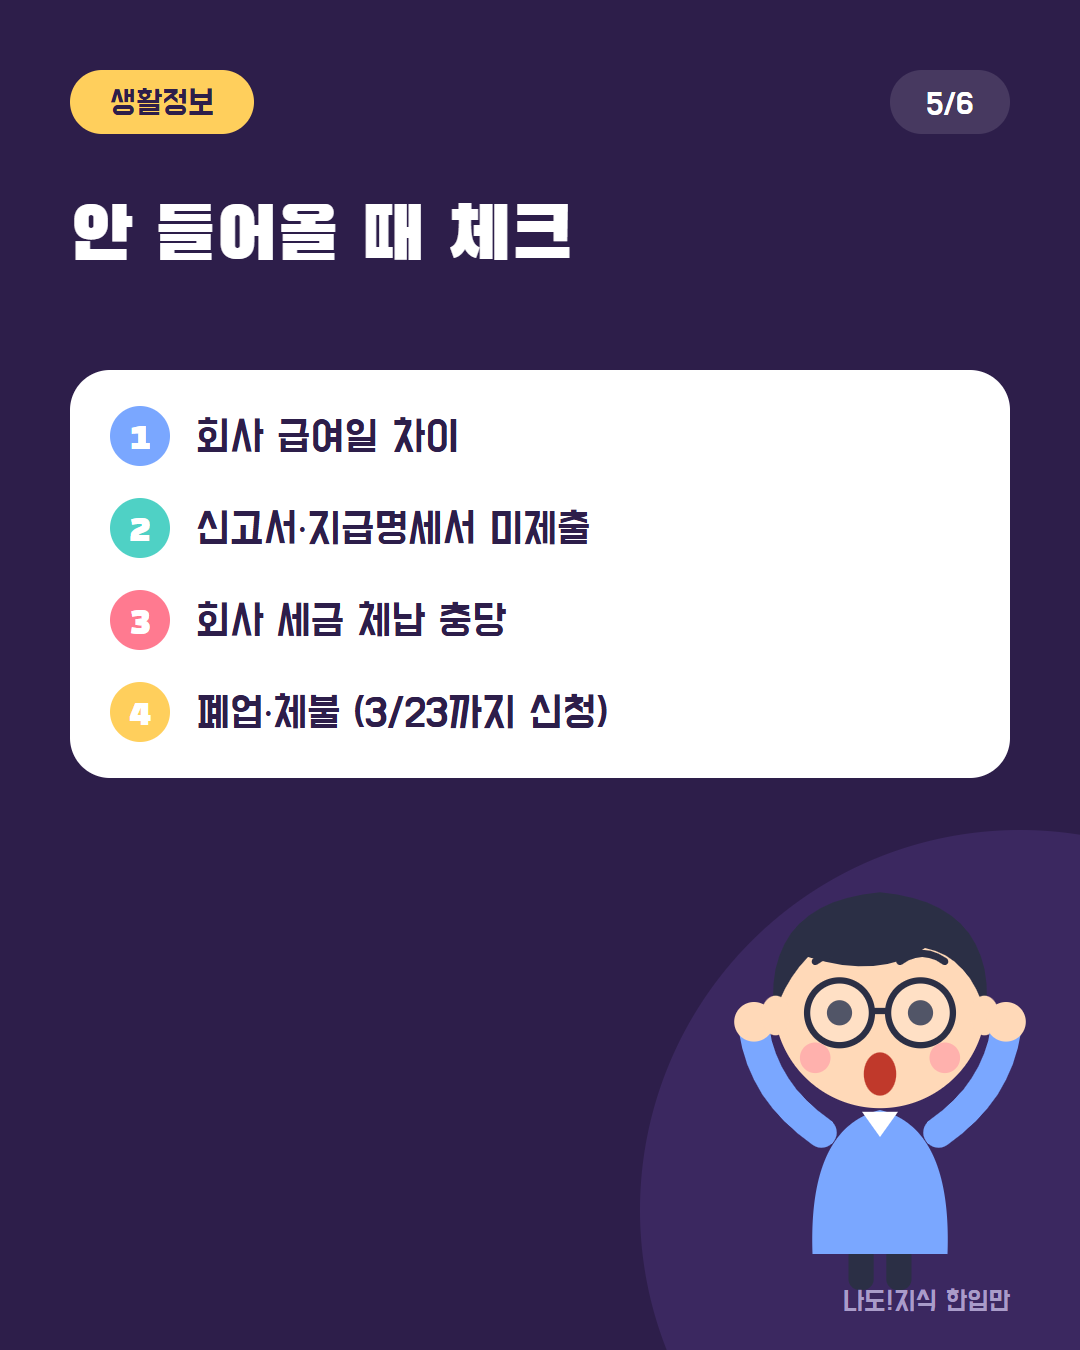 생활정보
5/6
안 들어올 때 체크
1 회사 급여일 차이
2 신고서·지급명세서 미제출
3 회사 세금 체납 충당
4 폐업·체불 (3/23까지 신청)
나도!지식 한입만